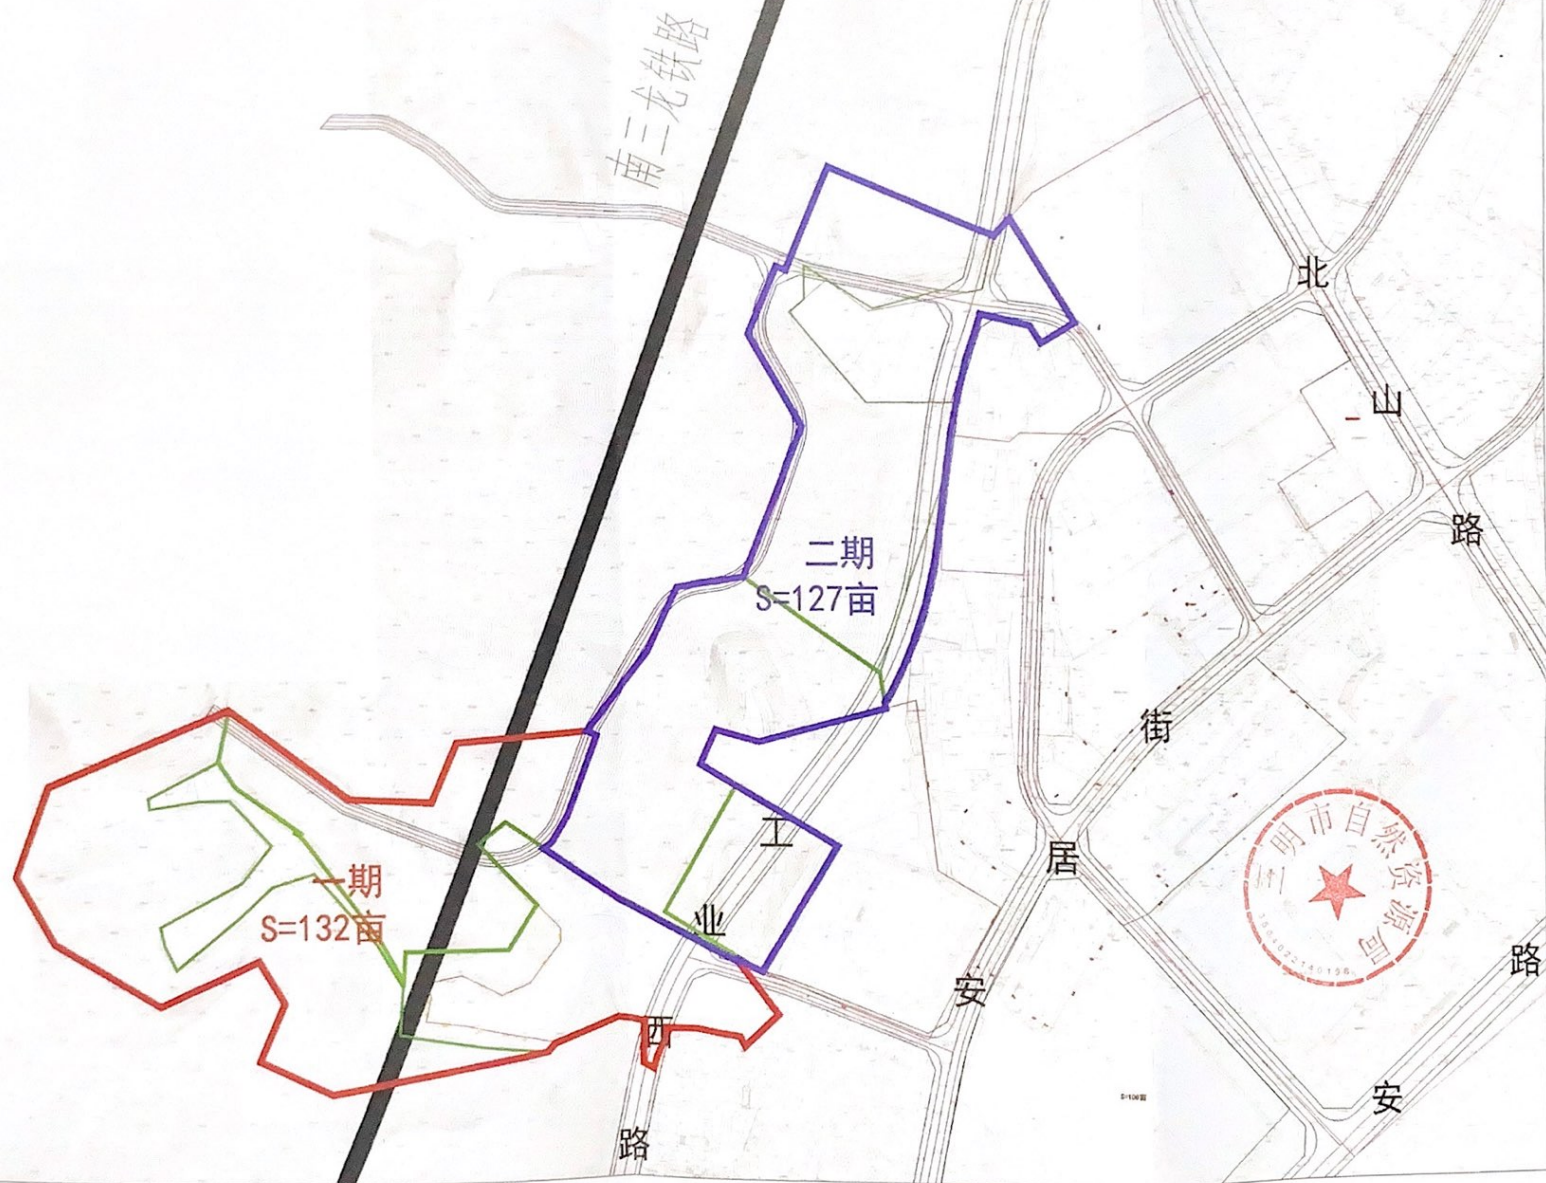 南三龙铁路
北山路
二期
S=127亩
安居街
一期
S=132亩
西工业路
三明市自然资源局
安路